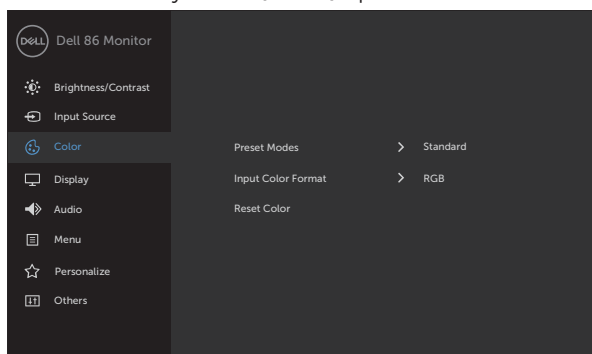 DELL Dell 86 Monitor
Brightness/Contrast
Input Source
Color
Preset Modes Standard
Input Color Format RGB
Reset Color
Display
Audio
Menu
Personalize
Others